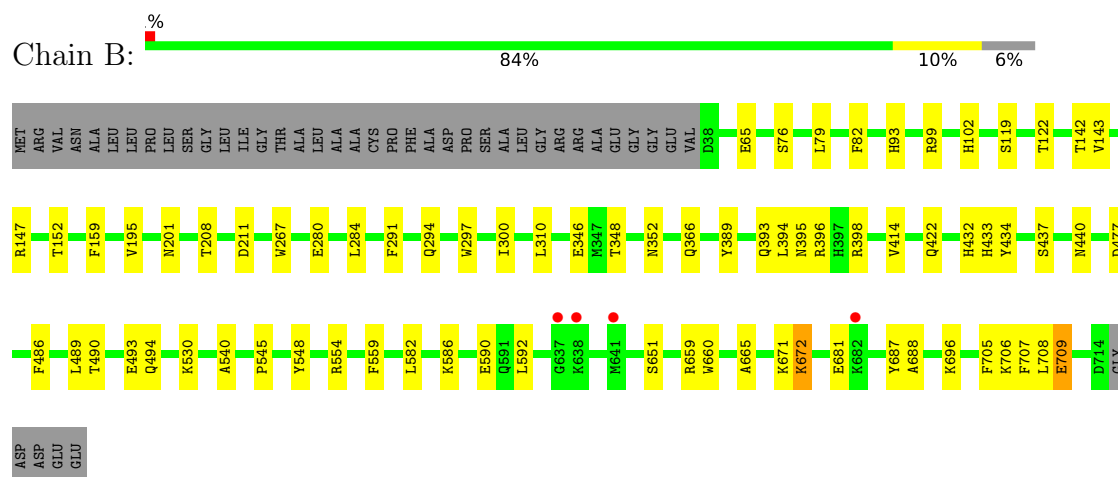 .%
Chain B:
84% 10% 6%
MET ARG VAL ASN ALA LEU LEU PRO LEU SER GLY LEU ILE GLY THR ALA LEU ALA ALA CYS PRO PHE ALA ASP PRO SER ALA LEU GLY ARG ARG ALA GLU GLY GLY GLU VAL D38 E65 S76 L79 F82 H93 R99 H102 S119 T122 T142 V143
R147 T152 F159 V195 N201 T208 D211 W267 E280 L284 F291 Q294 W297 I300 L310 E346 M347 T348 N352 Q366 Y389 Q393 L394 N395 R396 H397 R398 V414 Q422 H432 H433 Y434 S437 N440
F486 L489 T490 E493 Q494 K530 A540 P545 Y548 R554 F559 L582 K586 E590 Q591 L592 G637 K638 M641 S651 R659 W660 A665 K671 K672 E681 K682 Y687 A688 K696 F705 K706 F707 L708 E709 D714
ASP ASP GLU GLU